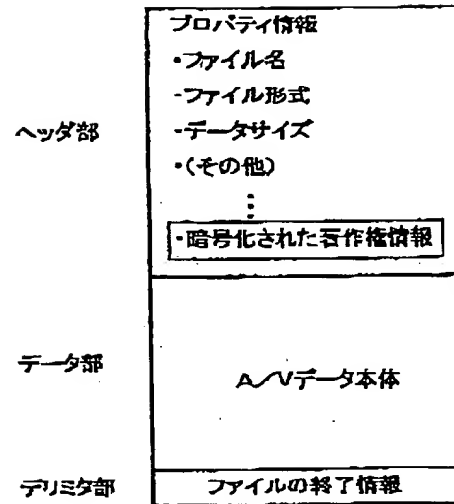 プロパティ情報
・ファイル名
-ファイル形式
ヘッダ部
-データサイズ
・(その他)
⋮
・暗号化された著作権情報
データ部
A/Vデータ本体
デリミタ部
ファイルの終了情報